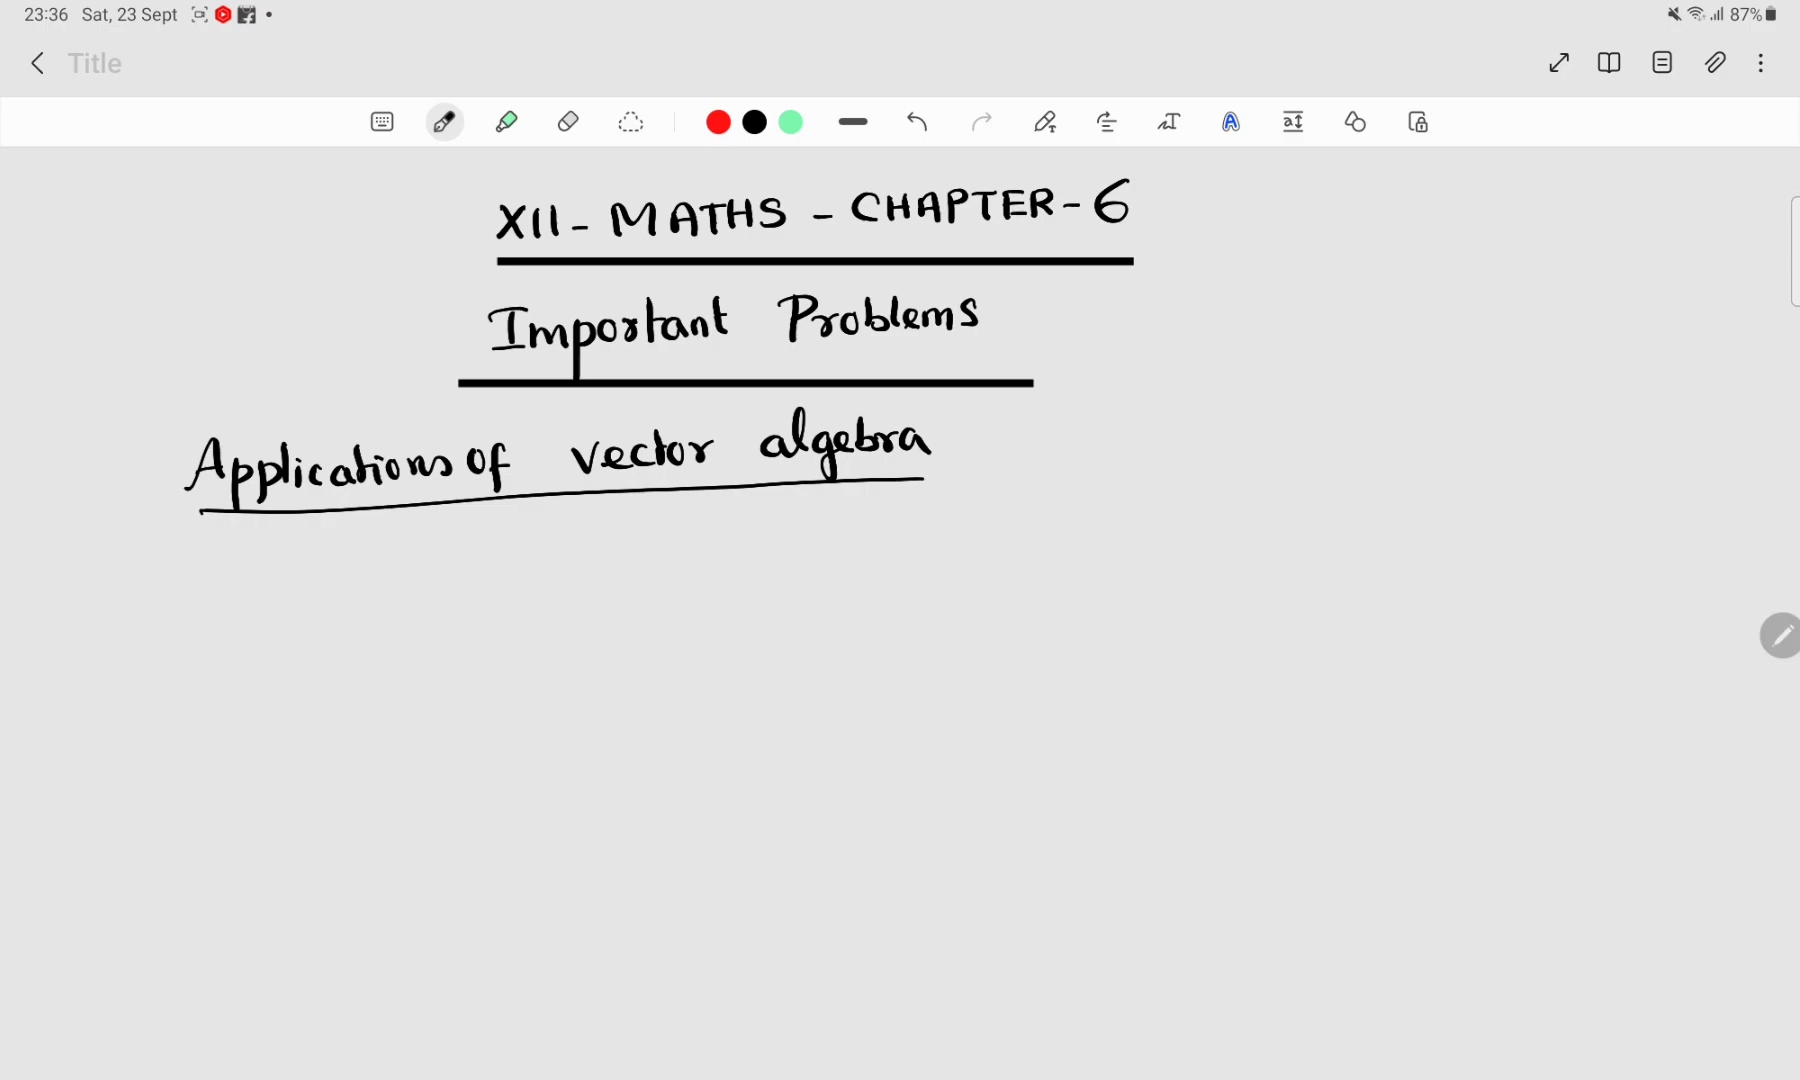 23:36 Sat, 23 Sept 87%
Title
XII - MATHS - CHAPTER - 6
Important Problems
Applications of vector algebra